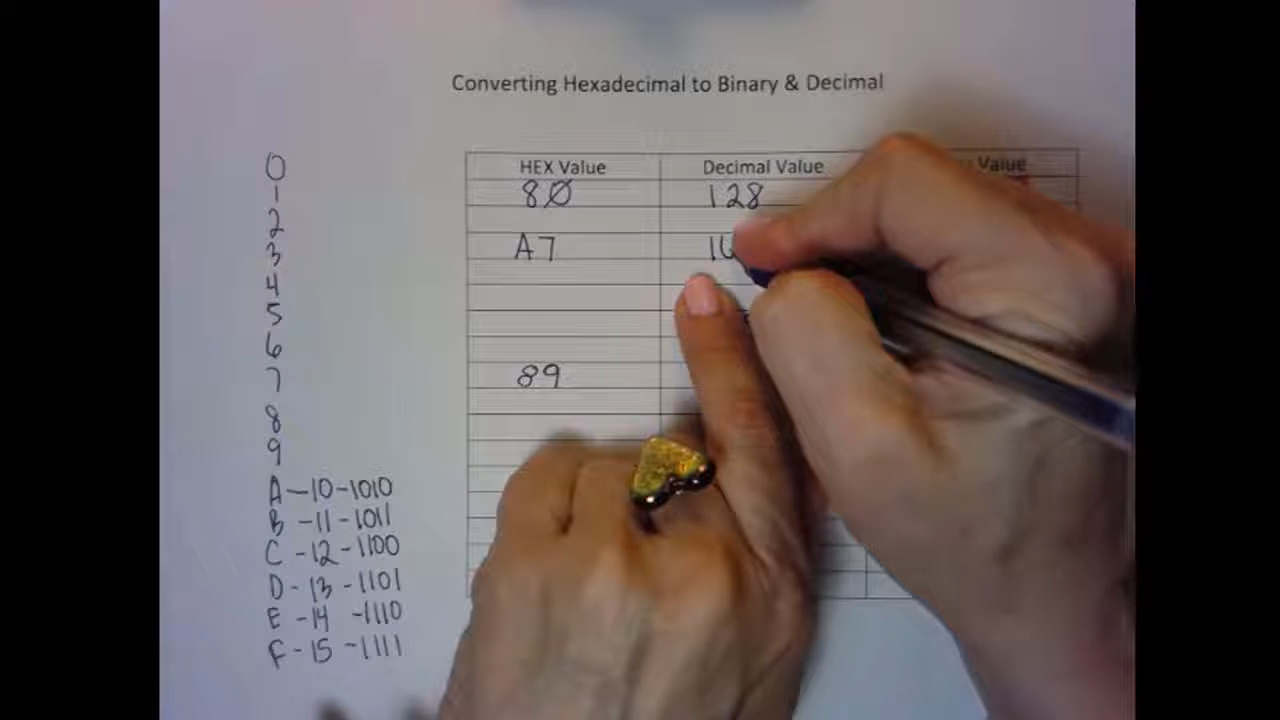 Converting Hexadecimal to Binary & Decimal
HEX Value Decimal Value Value
80 128
A7
89
0
1
2
3
4
5
6
7
8
9
A-10-1010
B-11-1011
C-12-1100
D-13-1101
E-14 -1110
F-15-1111